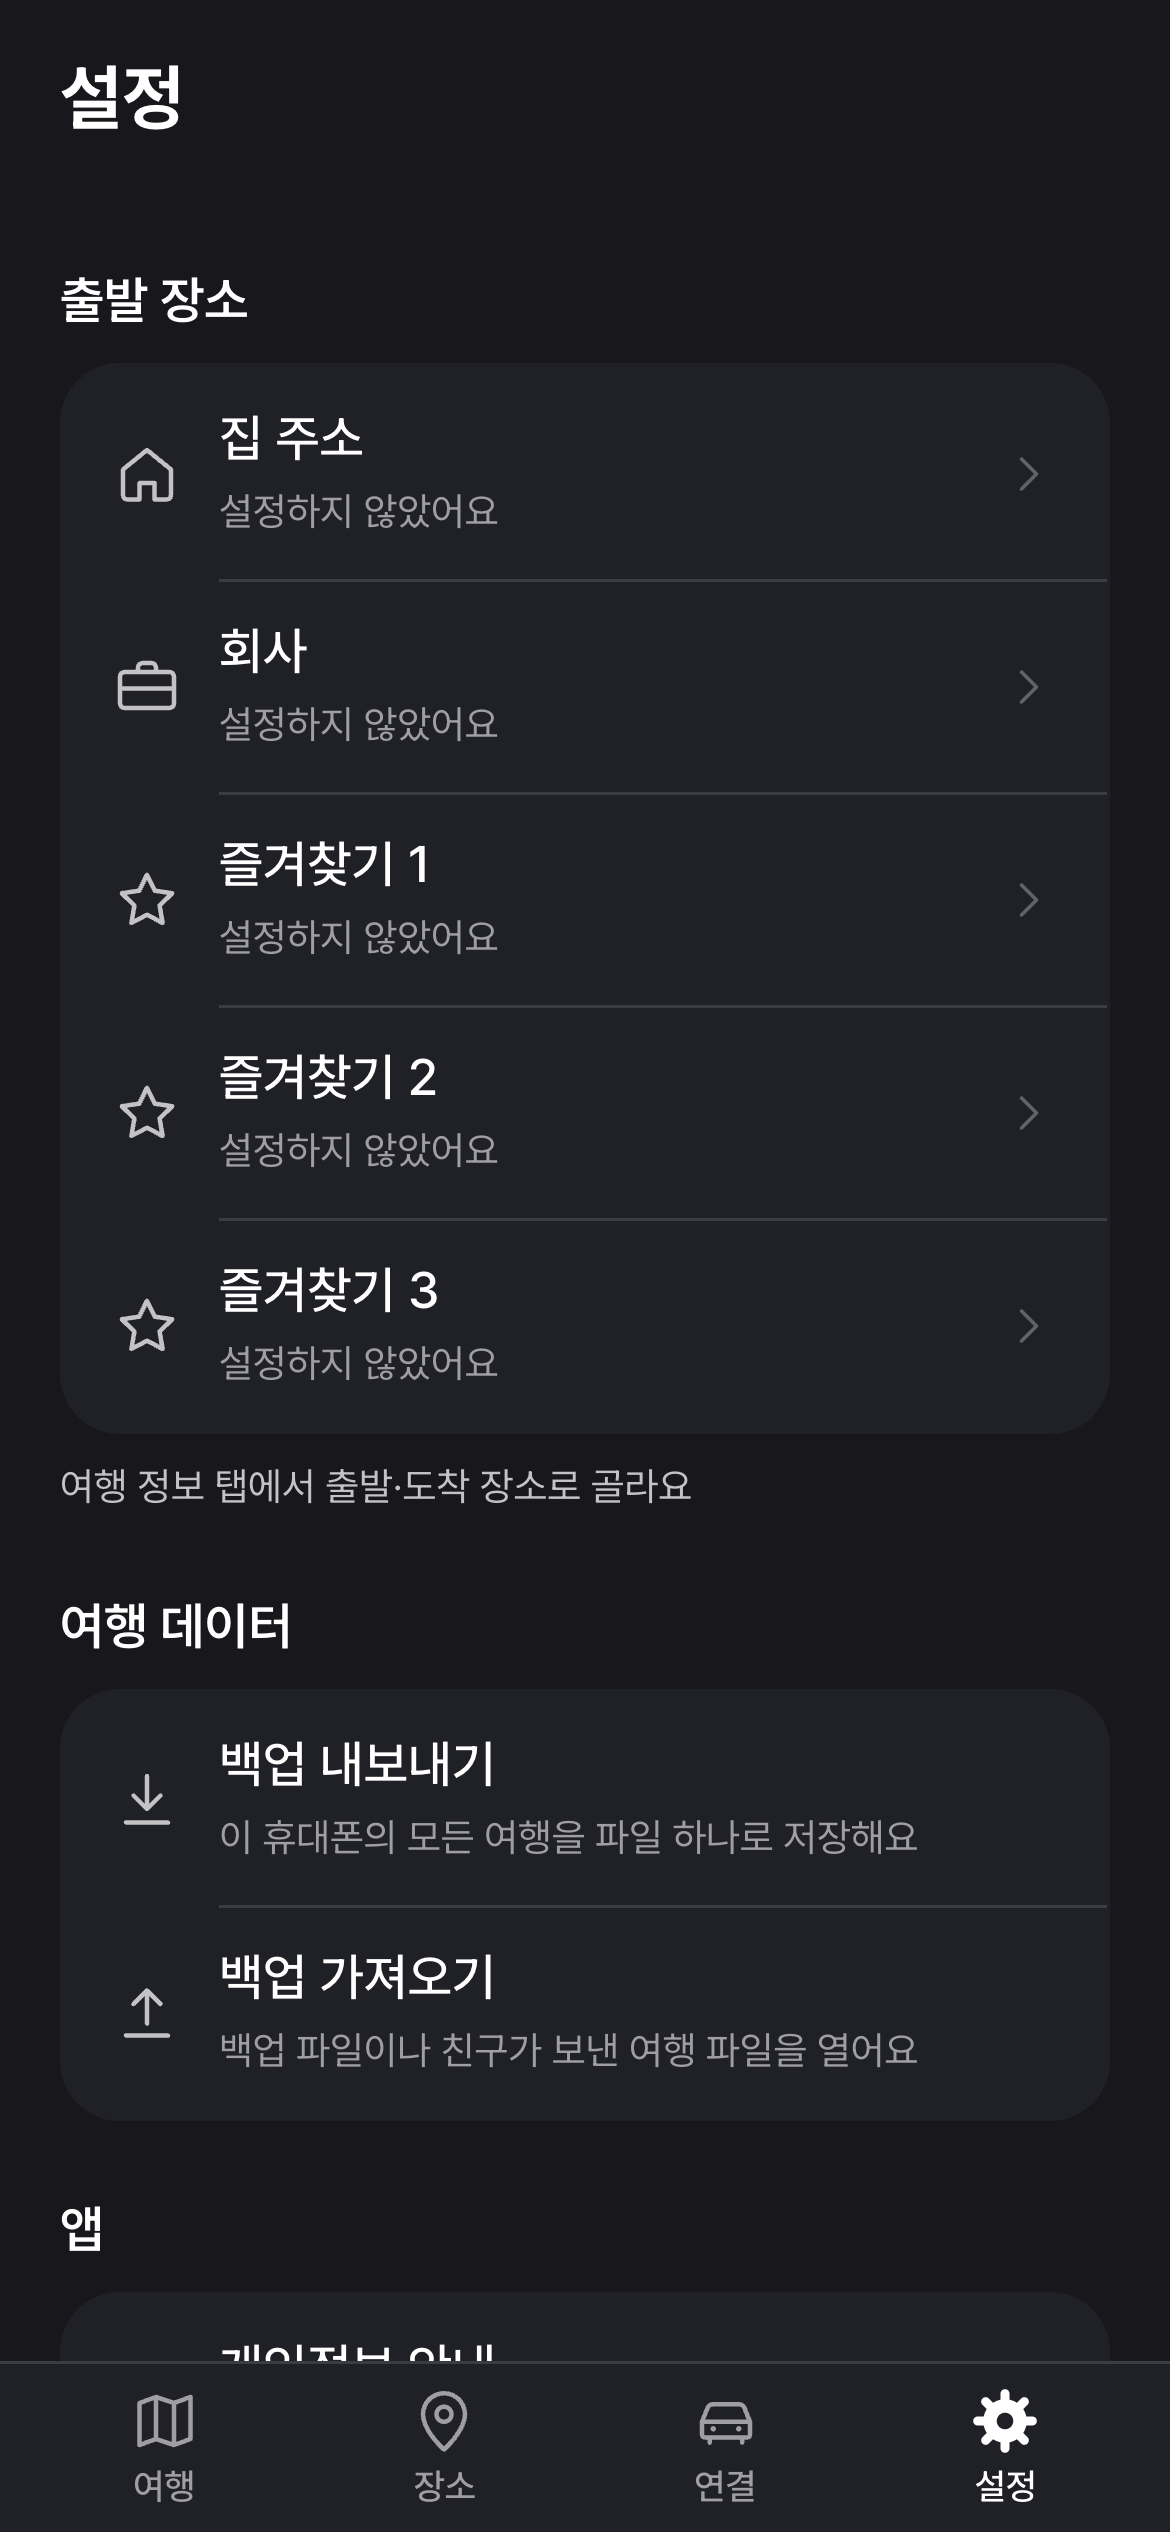 설정
출발 장소
집 주소
설정하지 않았어요
회사
설정하지 않았어요
즐겨찾기 1
설정하지 않았어요
즐겨찾기 2
설정하지 않았어요
즐겨찾기 3
설정하지 않았어요
여행 정보 탭에서 출발·도착 장소로 골라요
여행 데이터
백업 내보내기
이 휴대폰의 모든 여행을 파일 하나로 저장해요
백업 가져오기
백업 파일이나 친구가 보낸 여행 파일을 열어요
앱
개인정보 안내
여행
장소
연결
설정